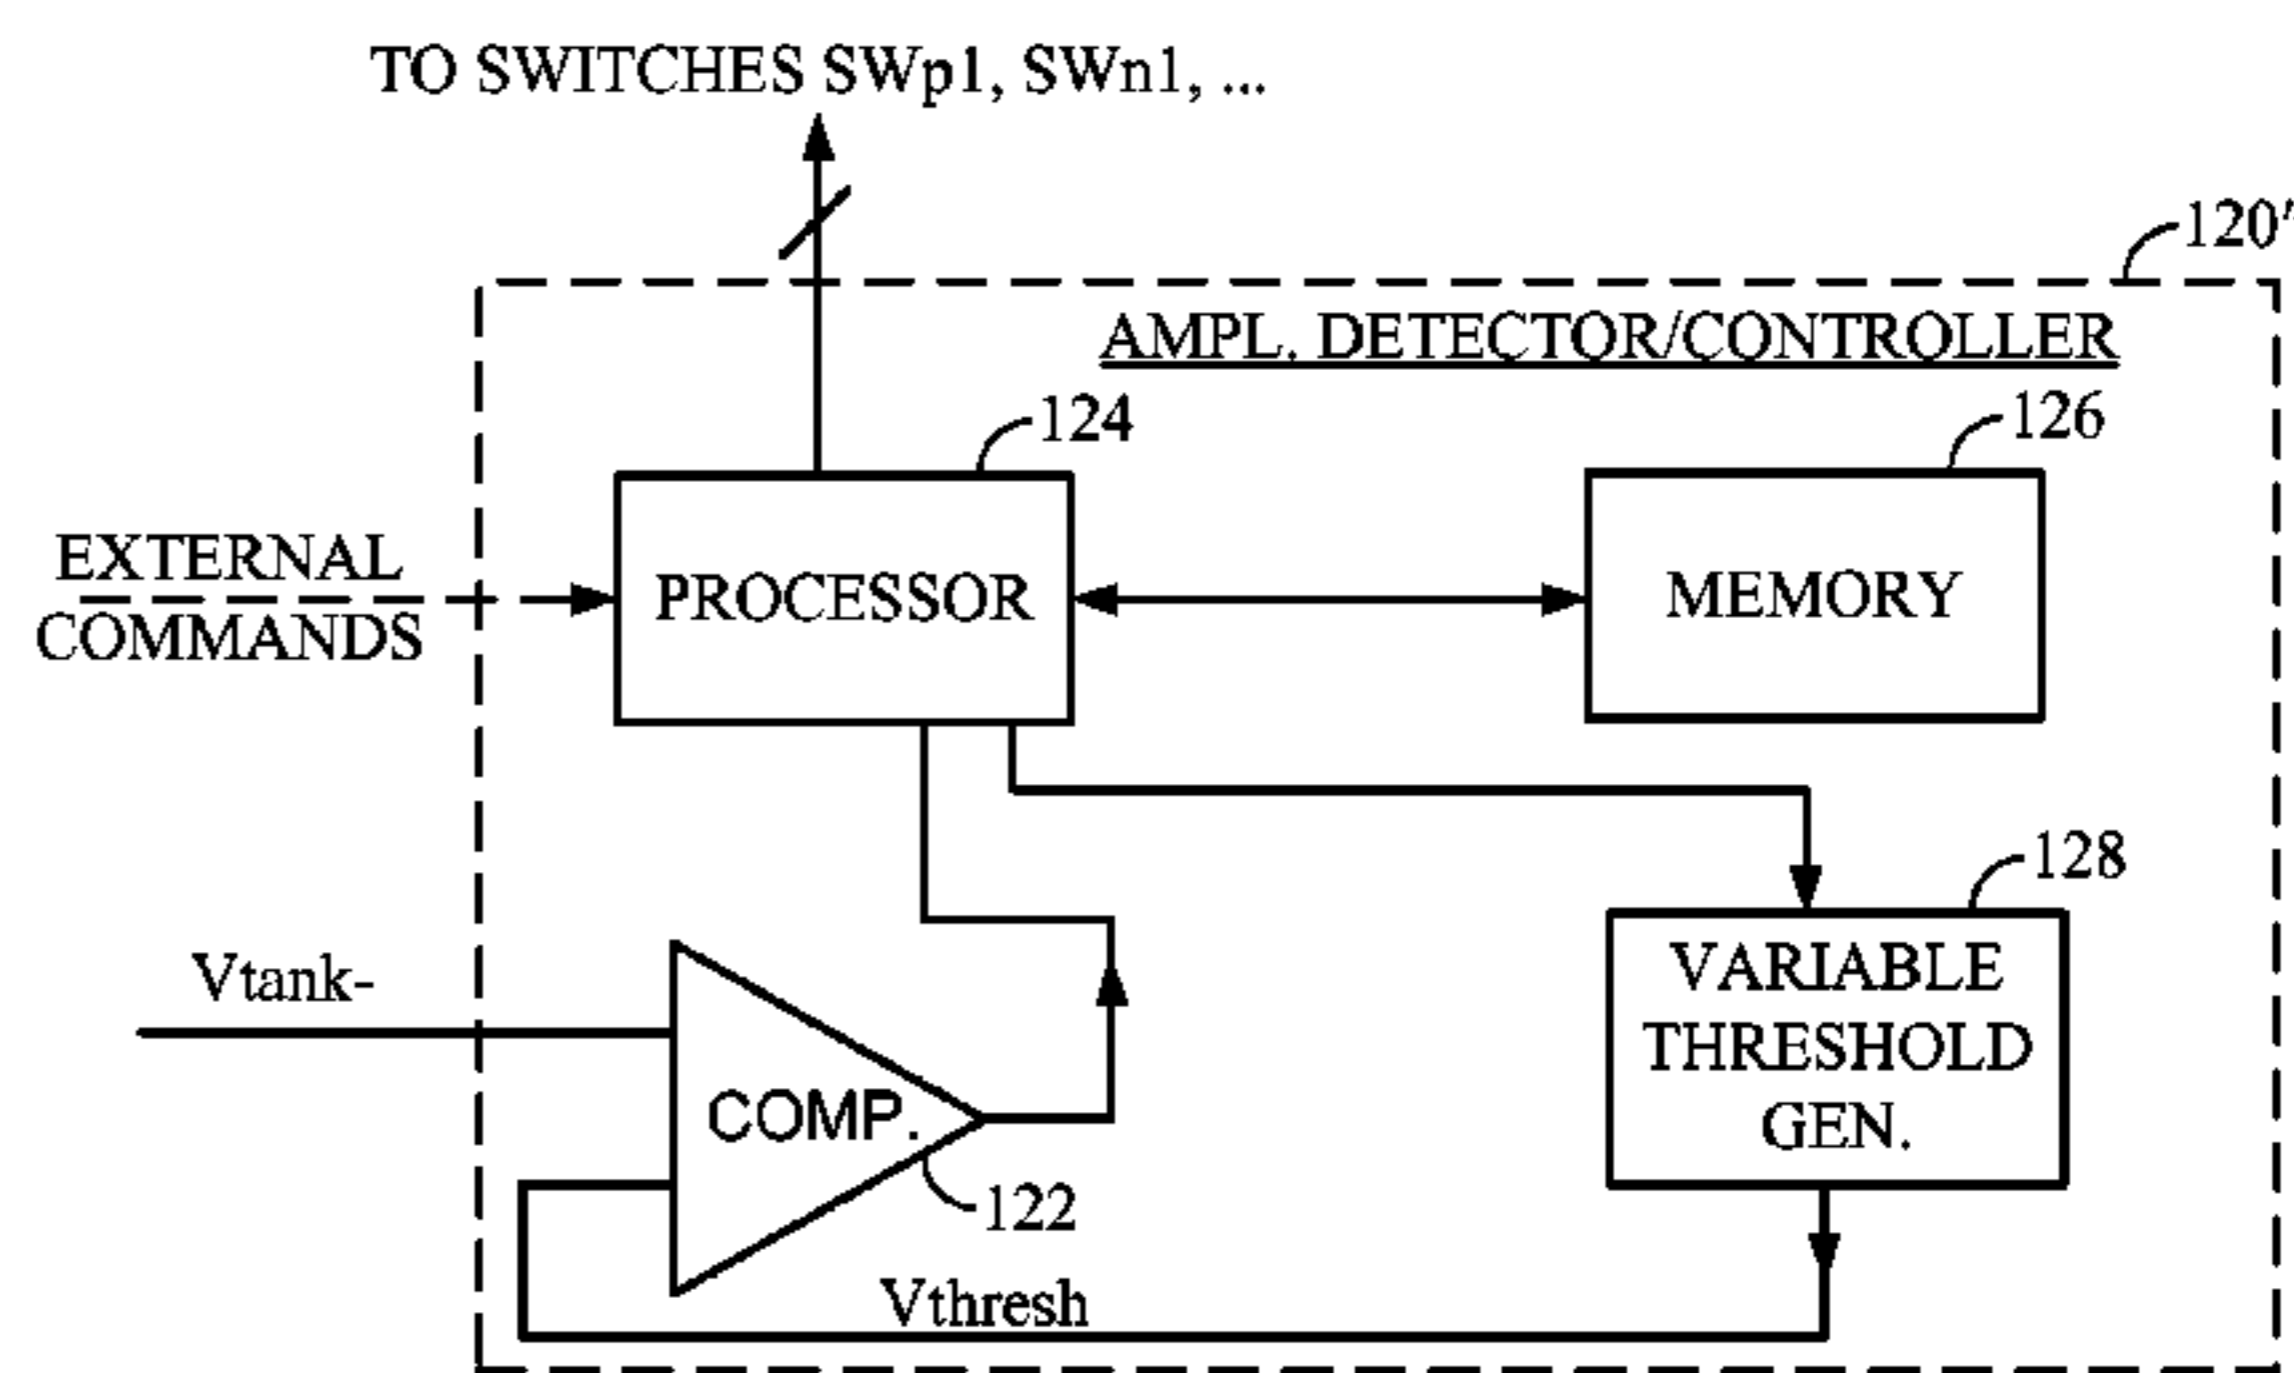 TO SWITCHES SWp1, SWn1, ...
120'
AMPL. DETECTOR/CONTROLLER
124
126
EXTERNAL
COMMANDS
PROCESSOR
MEMORY
128
Vtank-
VARIABLE
THRESHOLD
GEN.
COMP.
122
Vthresh